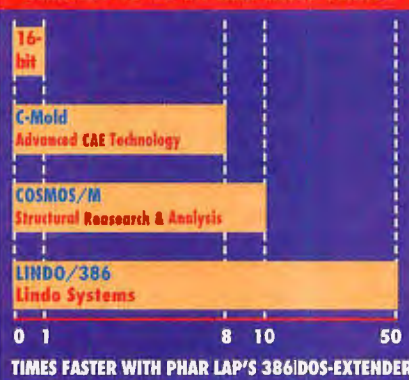 16-
bit
C-Mold
Advanced CAE Technology
COSMOS/M
Structural Reasearch & Analysis
LINDO/386
Lindo Systems
0 1 8 10 50
TIMES FASTER WITH PHAR LAP'S 386|DOS-EXTENDER